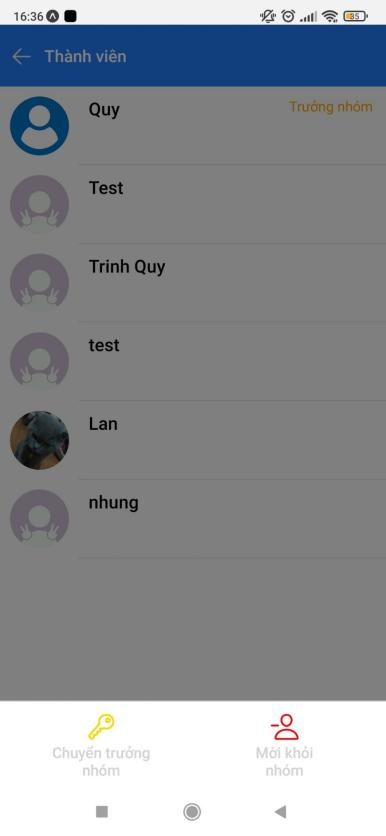 16:36
85
Thành viên
Quy
Trưởng nhóm
Test
Trinh Quy
test
Lan
nhung
Chuyển trưởng
nhóm
Mời khỏi
nhóm